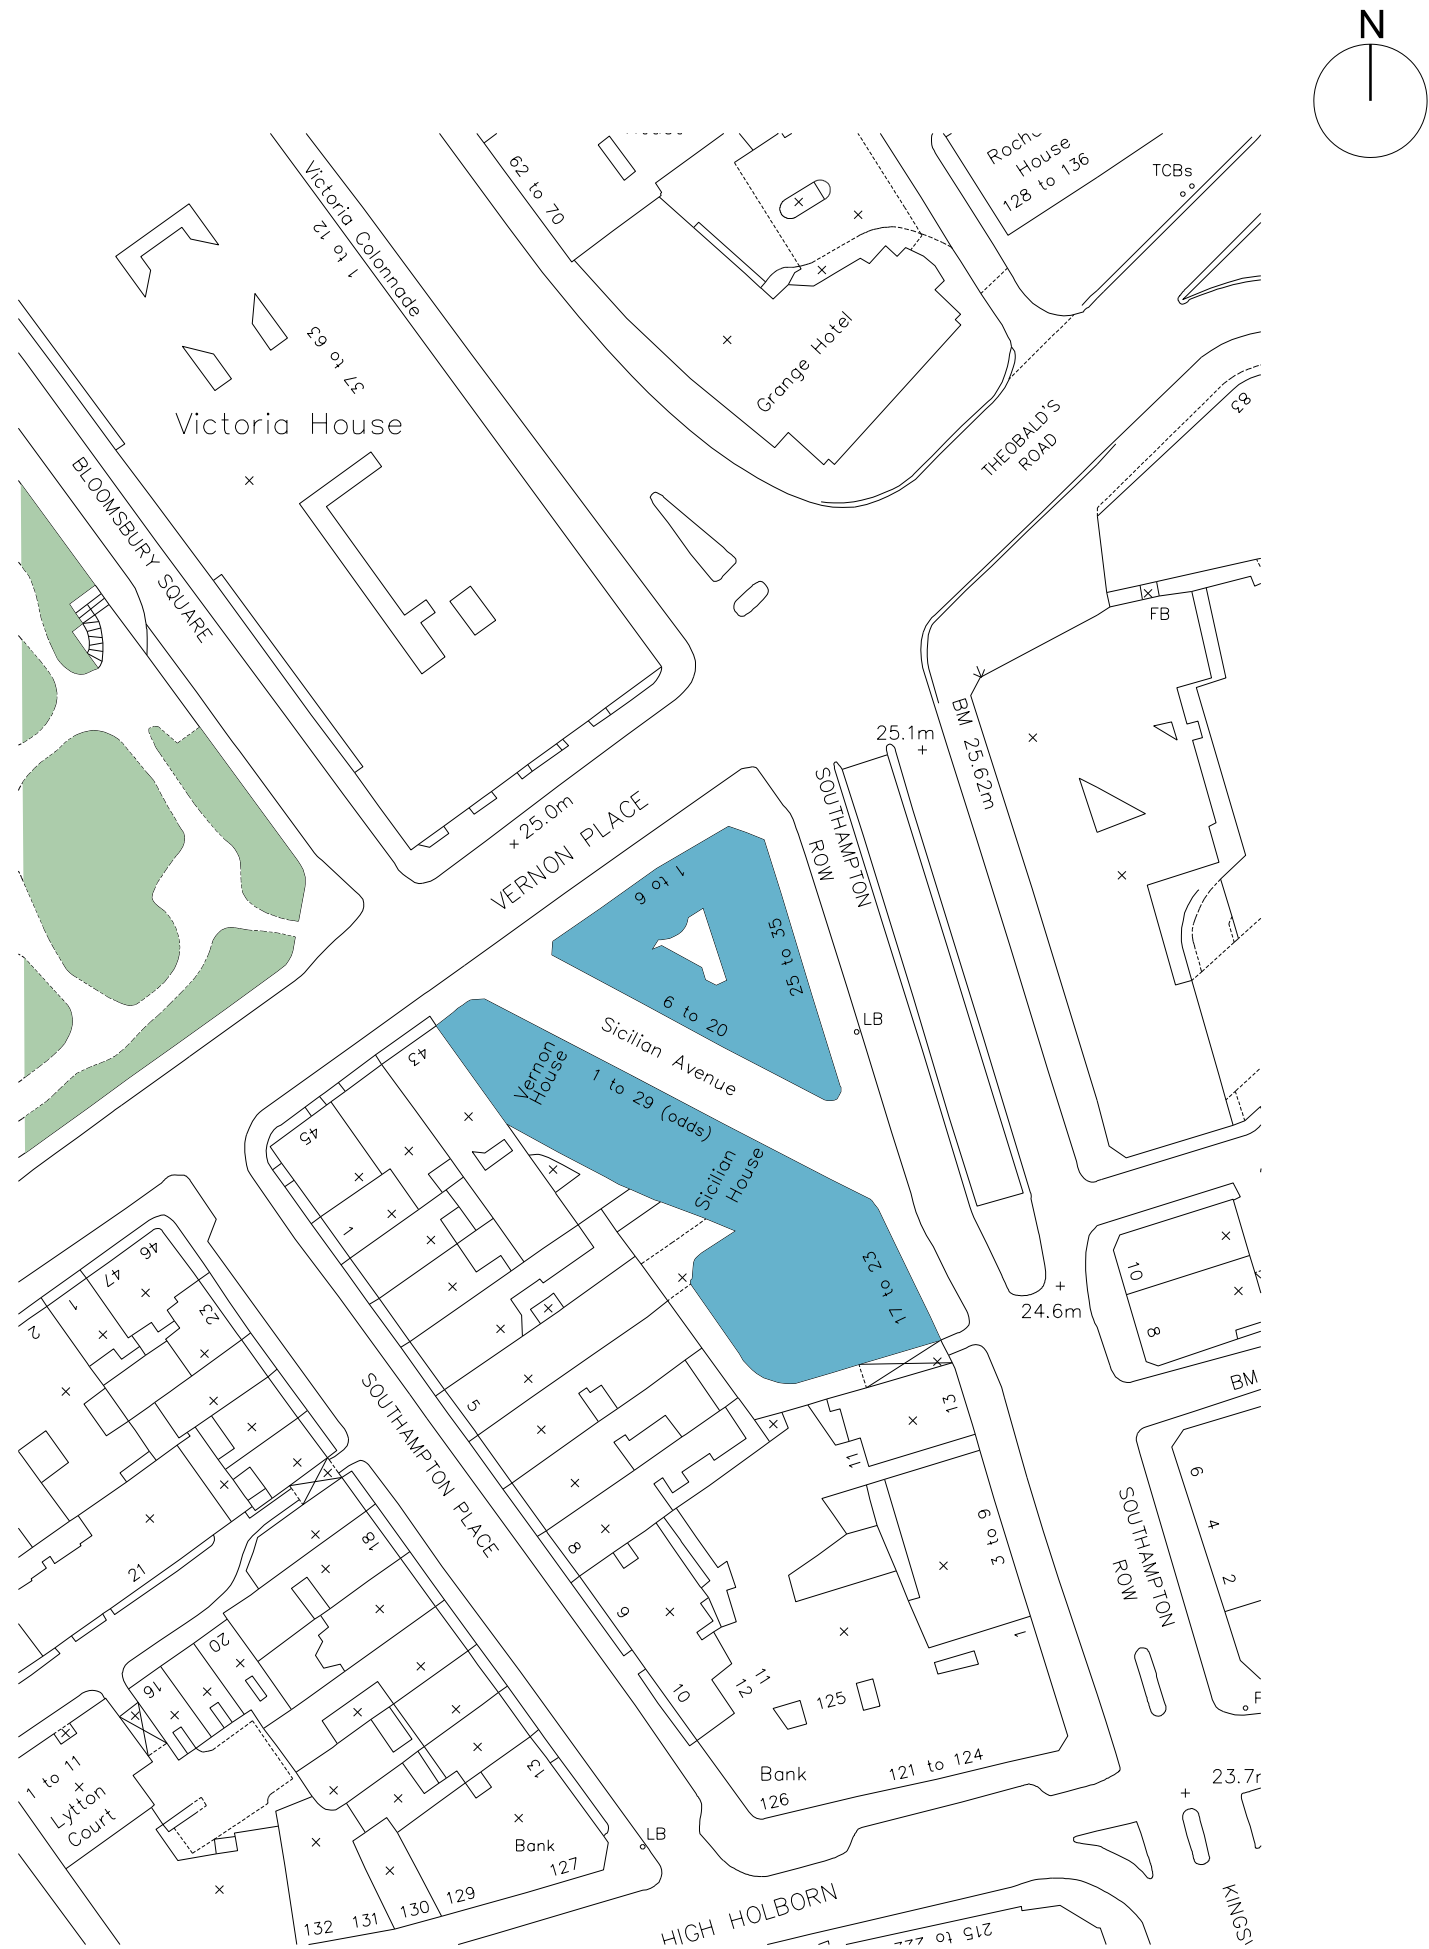 N
House
128 to 136
TCBs
62 to 70
Victoria Colonnade
1 to 12
37 to 63
Grange Hotel
Victoria House
83
THEOBALD'S
ROAD
BLOOMSBURY SQUARE
FB
BM 25.62m
25.1m
25.0m
VERNON PLACE
SOUTHAMPTON
ROW
1 to 6
25 to 35
6 to 20
LB
Sicilian Avenue
43
Vernon
House
1 to 29 (odds)
45
Sicilian
House
1
46
47
1
2
23
17 to 23
24.6m
10
8
BM
5
SOUTHAMPTON PLACE
13
11
6
4
2
SOUTHAMPTON
ROW
3 to 9
1
21
18
8
9
20
16
10
11
12
125
1 to 11
Lytton
Court
13
Bank
121 to 124
126
23.7
LB
Bank
127
129
130
131
132
HIGH HOLBORN
215 to